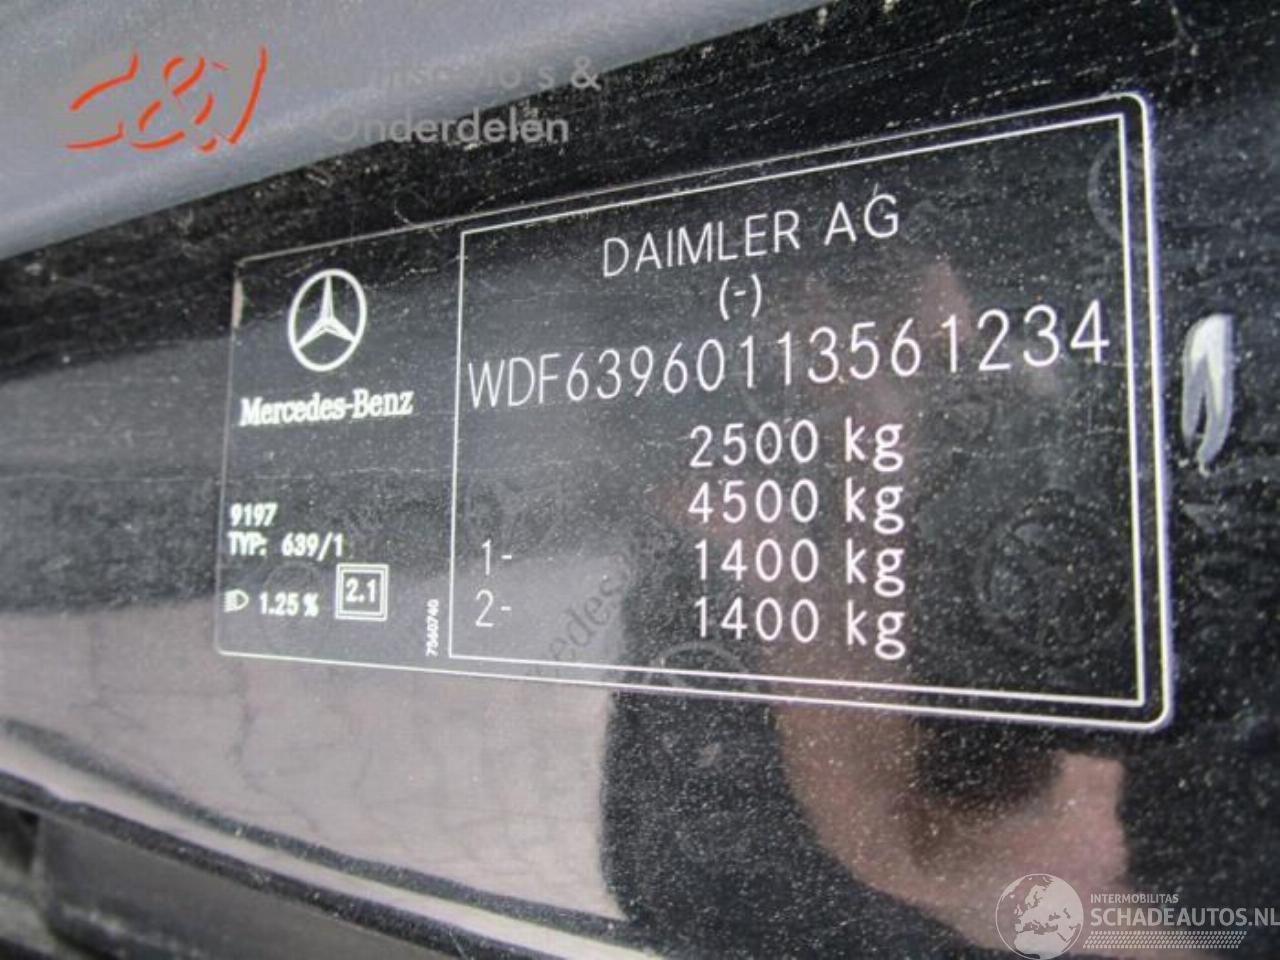 C&J
& 
Onderdelen
DAIMLER AG
(-)
WDF63960113561234
2500 kg
4500 kg
1- 1400 kg
2- 1400 kg
Mercedes-Benz
9197
TYP: 639/1
1.25 % 2.1
7560740
INTERMOBILITAS
SCHADEAUTOS.NL